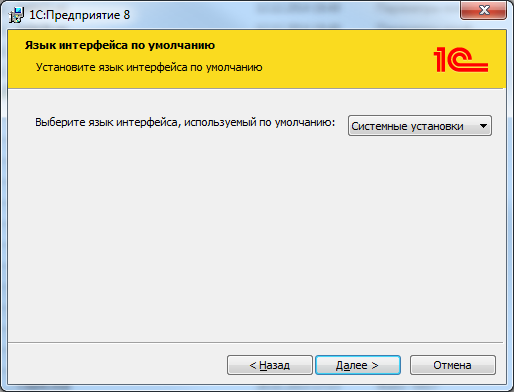 1С:Предприятие 8
Язык интерфейса по умолчанию
Установите язык интерфейса по умолчанию
1С
Выберите язык интерфейса, используемый по умолчанию: Системные установки
< Назад Далее > Отмена